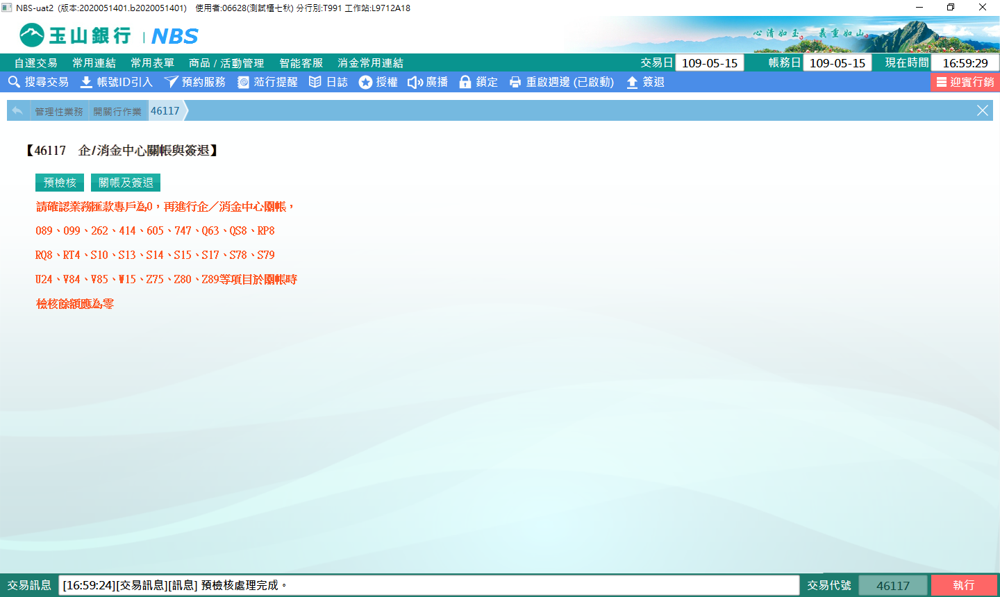 NBS-uat2 (版本:2020051401.b2020051401) 使用者:06628(測試櫃七秋) 分行別:T991 工作站:L9712A18
玉山銀行 | NBS
心清如玉。義重如山。
自選交易 常用連結 常用表單 商品 / 活動管理 智能客服 消金常用連結 交易日 109-05-15 帳務日 109-05-15 現在時間 16:59:29
搜尋交易 帳號ID引入 預約服務 蒞行提醒 日誌 授權 廣播 鎖定 重啟週邊 (已啟動) 簽退 迎賓行銷
管理性業務 開關行作業 46117
【46117 企/消金中心關帳與簽退】
預檢核 關帳及簽退
請確認業務匯款專戶為0，再進行企／消金中心關帳，
089、099、262、414、605、747、Q63、QS8、RP8
RQ8、RT4、S10、S13、S14、S15、S17、S78、S79
U24、V84、V85、W15、Z75、Z80、Z89等項目於關帳時
檢核餘額應為零
交易訊息 [16:59:24][交易訊息][訊息] 預檢核處理完成。 交易代號 46117 執行